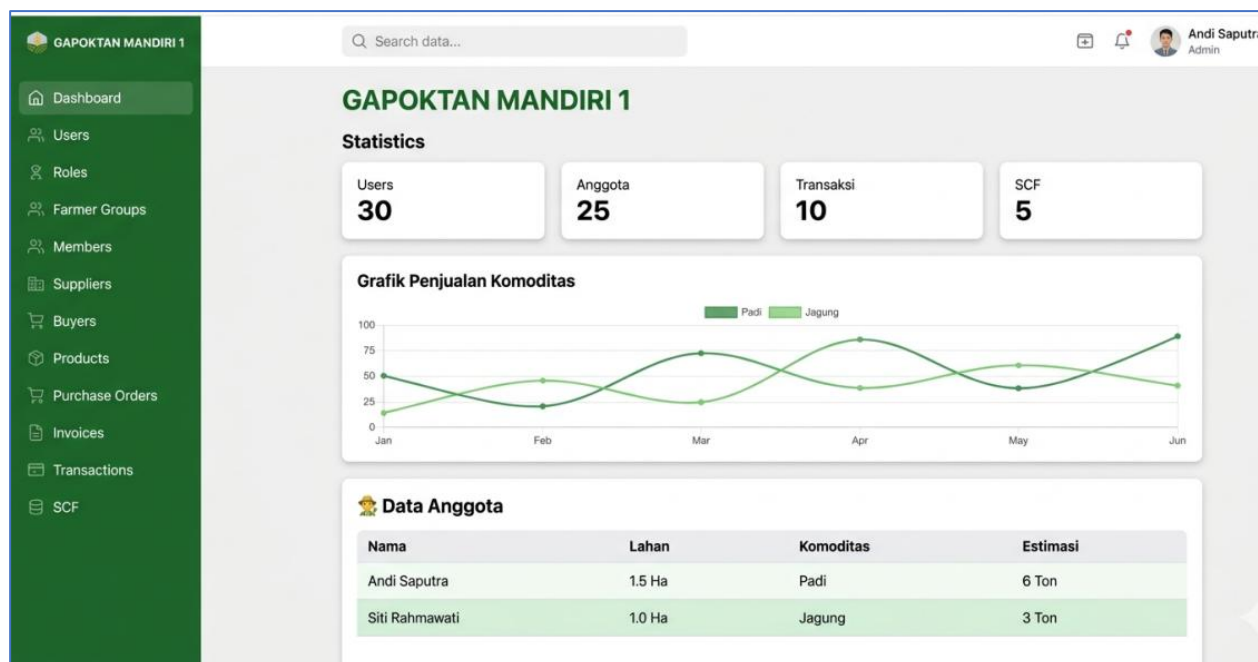 GAPOKTAN MANDIRI 1
Search data...
Andi Saputra
Admin
Dashboard
Users
Roles
Farmer Groups
Members
Suppliers
Buyers
Products
Purchase Orders
Invoices
Transactions
SCF
GAPOKTAN MANDIRI 1
Statistics
Users
30
Anggota
25
Transaksi
10
SCF
5
Grafik Penjualan Komoditas
Padi Jagung
100
75
50
25
0
Jan Feb Mar Apr May Jun
Data Anggota
Nama Lahan Komoditas Estimasi
Andi Saputra 1.5 Ha Padi 6 Ton
Siti Rahmawati 1.0 Ha Jagung 3 Ton